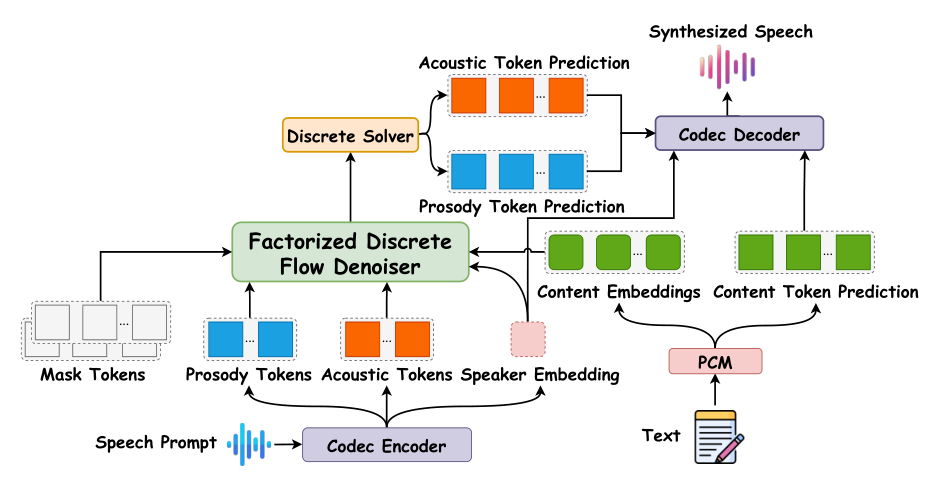 Synthesized Speech
Acoustic Token Prediction
...
Discrete Solver
Codec Decoder
...
Prosody Token Prediction
Factorized Discrete
Flow Denoiser
...
...
Content Embeddings
Content Token Prediction
...
...
...
Mask Tokens
Prosody Tokens
Acoustic Tokens
Speaker Embedding
PCM
Speech Prompt
Codec Encoder
Text